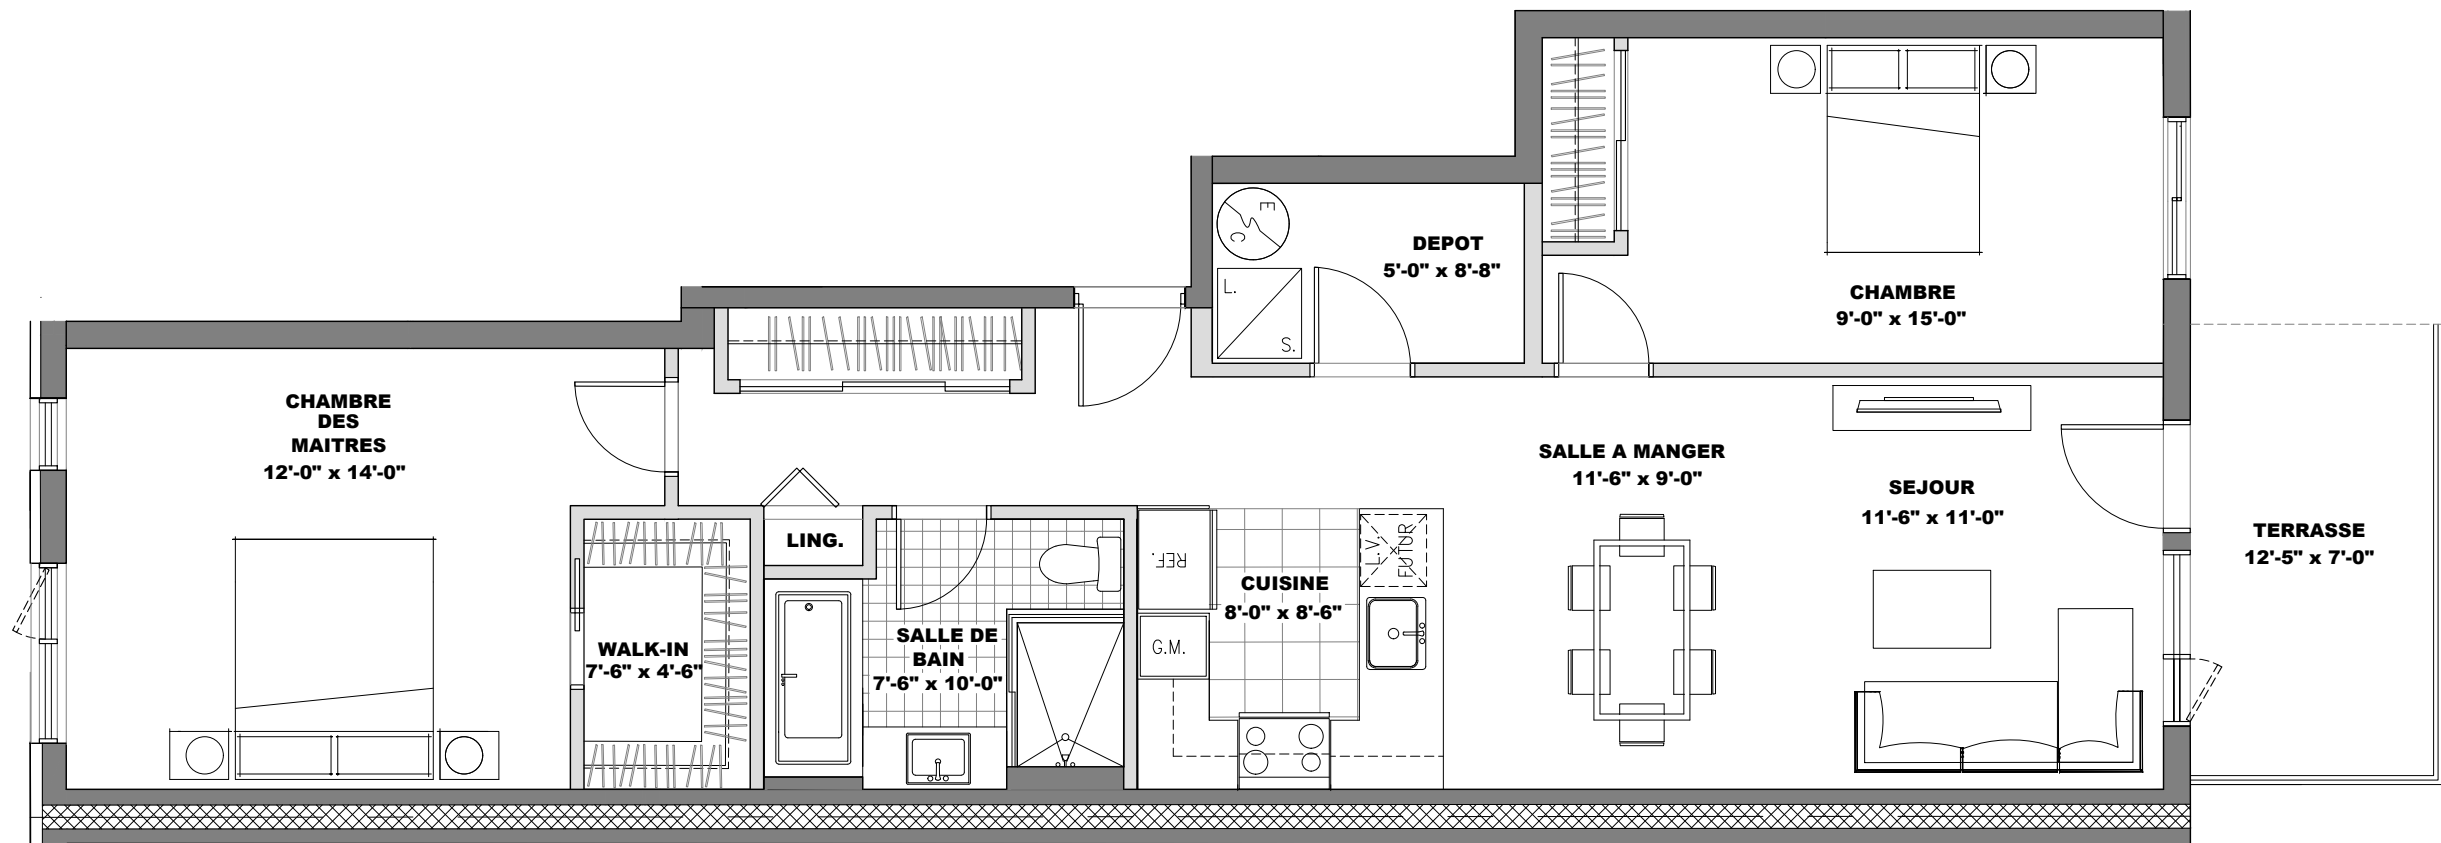 E
C
DEPOT
5'-0" x 8'-8"
L.
S.
CHAMBRE
9'-0" x 15'-0"
CHAMBRE
DES
MAITRES
12'-0" x 14'-0"
SALLE A MANGER
11'-6" x 9'-0"
SEJOUR
11'-6" x 11'-0"
TERRASSE
12'-5" x 7'-0"
LING.
REF.
L.V.
FUTUR
CUISINE
8'-0" x 8'-6"
G.M.
WALK-IN
7'-6" x 4'-6"
SALLE DE
BAIN
7'-6" x 10'-0"